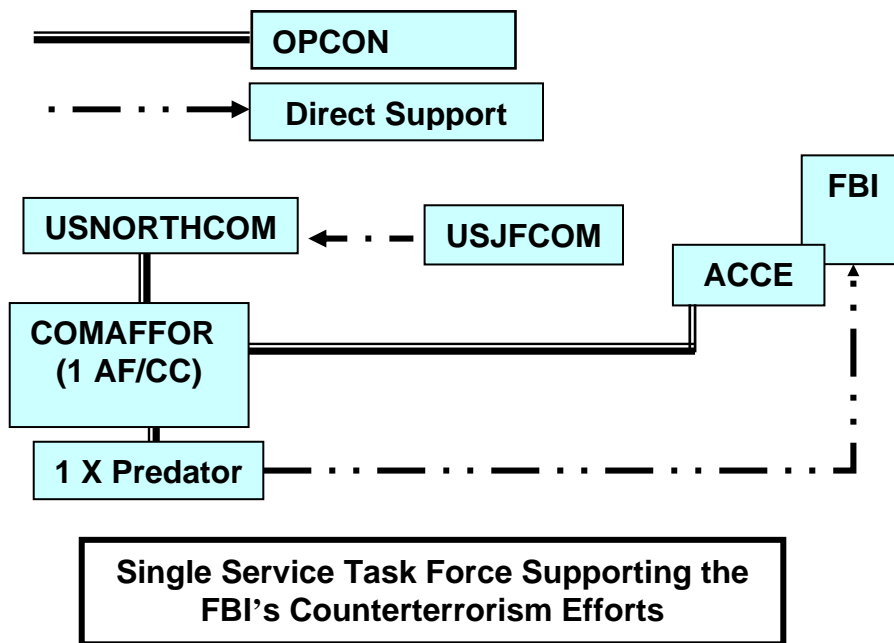 OPCON
Direct Support
FBI
USNORTHCOM
USJFCOM
ACCE
COMAFFOR
(1 AF/CC)
1 X Predator
Single Service Task Force Supporting the
FBI’s Counterterrorism Efforts